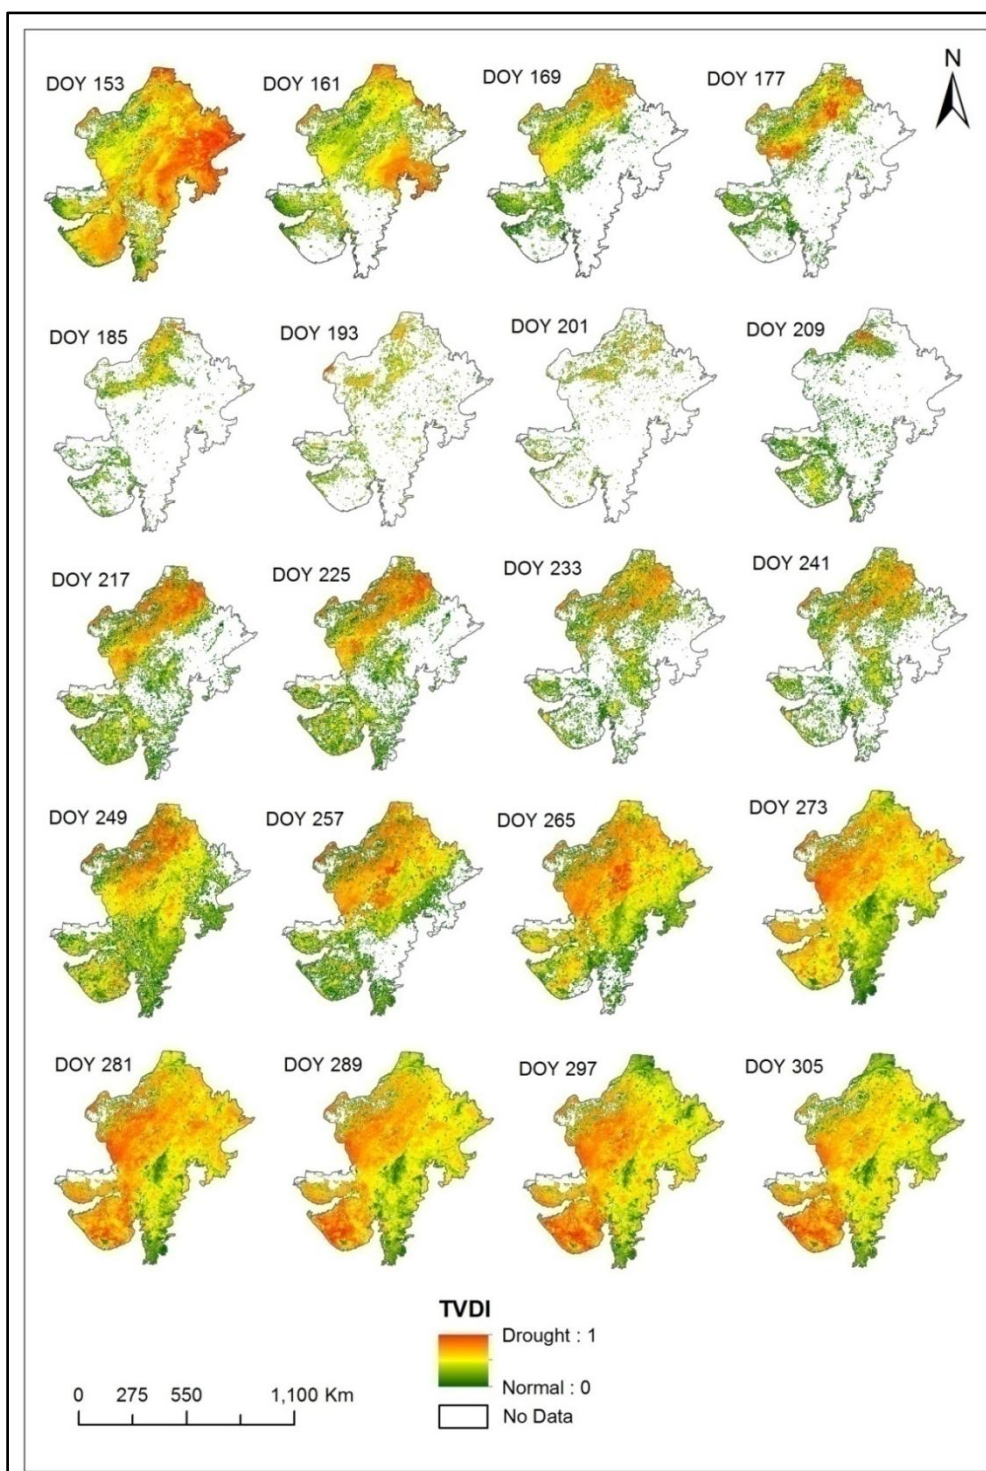 N
DOY 153
DOY 161
DOY 169
DOY 177
DOY 185
DOY 193
DOY 201
DOY 209
DOY 217
DOY 225
DOY 233
DOY 241
DOY 249
DOY 257
DOY 265
DOY 273
DOY 281
DOY 289
DOY 297
DOY 305
TVDI
Drought : 1
Normal : 0
No Data
0 275 550 1,100 Km